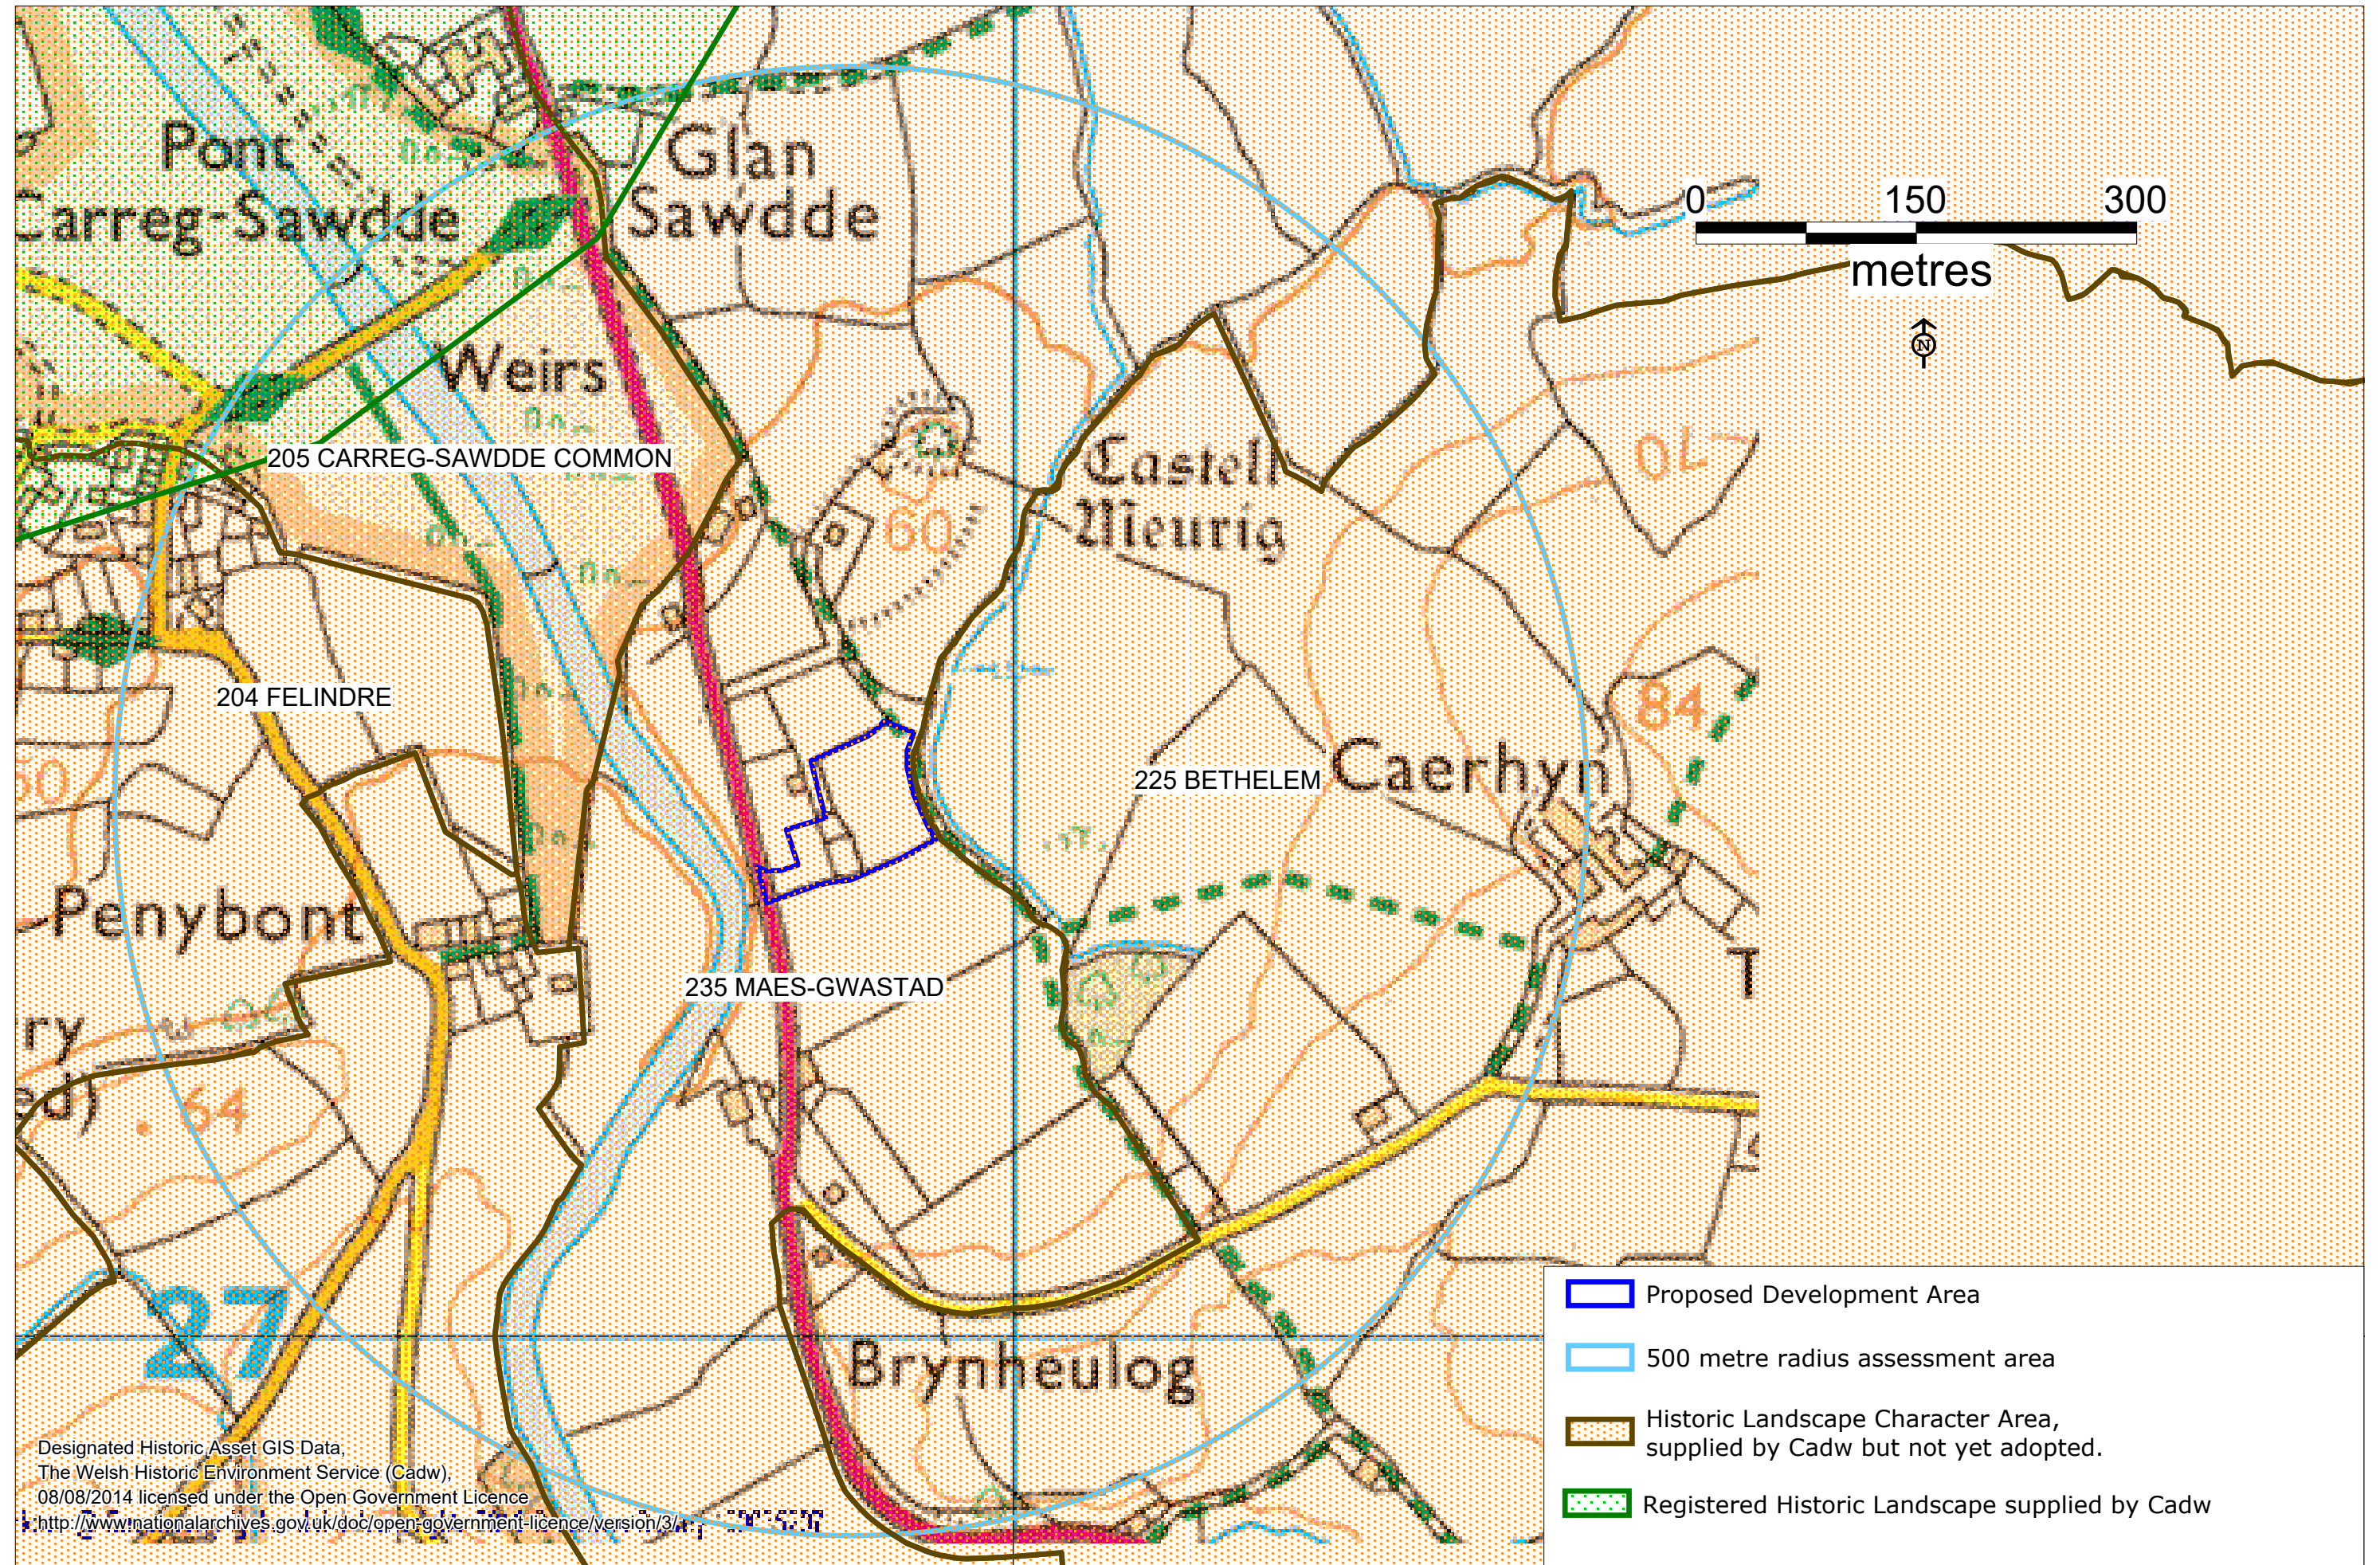 Pont
Carreg-Sawdde
Glan
Sawdde
0 150 300
metres
N
Weirs
205 CARREG-SAWDDE COMMON
Castell
Meurig
60
70
204 FELINDRE
84
225 BETHELEM
Caerhyn
50
Penybont
235 MAES-GWASTAD
T
ry
ed)
64
27
Brynheulog
Proposed Development Area
500 metre radius assessment area
Historic Landscape Character Area,
supplied by Cadw but not yet adopted.
Registered Historic Landscape supplied by Cadw
Designated Historic Asset GIS Data,
The Welsh Historic Environment Service (Cadw),
08/08/2014 licensed under the Open Government Licence
http://www.nationalarchives.gov.uk/doc/open-government-licence/version/3/